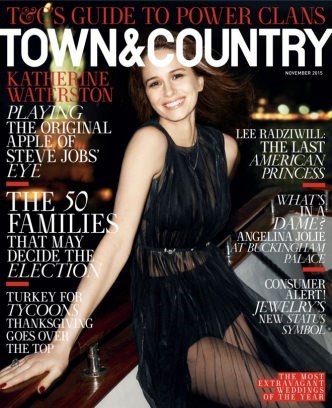 T&C'S GUIDE TO POWER CLANS
TOWN&COUNTRY
NOVEMBER 2015
KATHERINE
WATERSTON
PLAYING
THE ORIGINAL
APPLE OF
STEVE JOBS'
EYE
THE 50
FAMILIES
THAT MAY
DECIDE THE
ELECTION
TURKEY FOR
TYCOONS
THANKSGIVING
GOES OVER
THE TOP
LEE RADZIWILL:
THE LAST
AMERICAN
PRINCESS
WHAT'S
IN A
'DAME'?
ANGELINA JOLIE
AT BUCKINGHAM
PALACE
CONSUMER
ALERT!
JEWELRY'S
NEW STATUS
SYMBOL
THE MOST
EXTRAVAGANT
WEDDINGS
OF THE YEAR